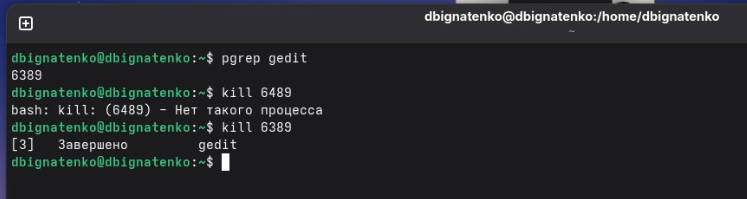 dbignatenko@dbignatenko:/home/dbignatenko
~
dbignatenko@dbignatenko:~$ pgrep gedit
6389
dbignatenko@dbignatenko:~$ kill 6489
bash: kill: (6489) - Нет такого процесса
dbignatenko@dbignatenko:~$ kill 6389
[3]   Завершено         gedit
dbignatenko@dbignatenko:~$